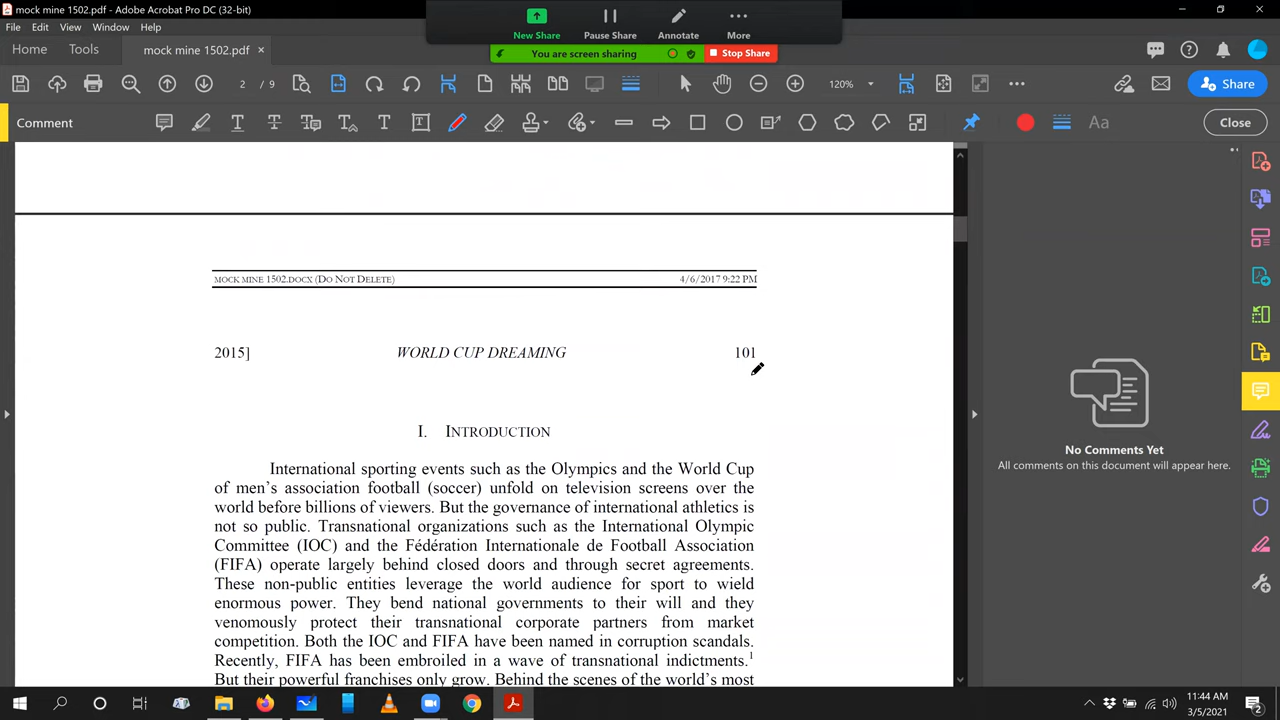 mock mine 1502.pdf - Adobe Acrobat Pro DC (32-bit)
File Edit View Window Help
New Share Pause Share Annotate More
You are screen sharing Stop Share
Home Tools mock mine 1502.pdf ×
2 / 9 120% Share
Comment Aa Close
MOCK MINE 1502.DOCX (DO NOT DELETE) 4/6/2017 9:22 PM
2015] WORLD CUP DREAMING 101
I. INTRODUCTION
International sporting events such as the Olympics and the World Cup
of men's association football (soccer) unfold on television screens over the
world before billions of viewers. But the governance of international athletics is
not so public. Transnational organizations such as the International Olympic
Committee (IOC) and the Fédération Internationale de Football Association
(FIFA) operate largely behind closed doors and through secret agreements.
These non-public entities leverage the world audience for sport to wield
enormous power. They bend national governments to their will and they
venomously protect their transnational corporate partners from market
competition. Both the IOC and FIFA have been named in corruption scandals.
Recently, FIFA has been embroiled in a wave of transnational indictments.1
But their powerful franchises only grow. Behind the scenes of the world's most
No Comments Yet
All comments on this document will appear here.
11:44 AM
3/5/2021
2